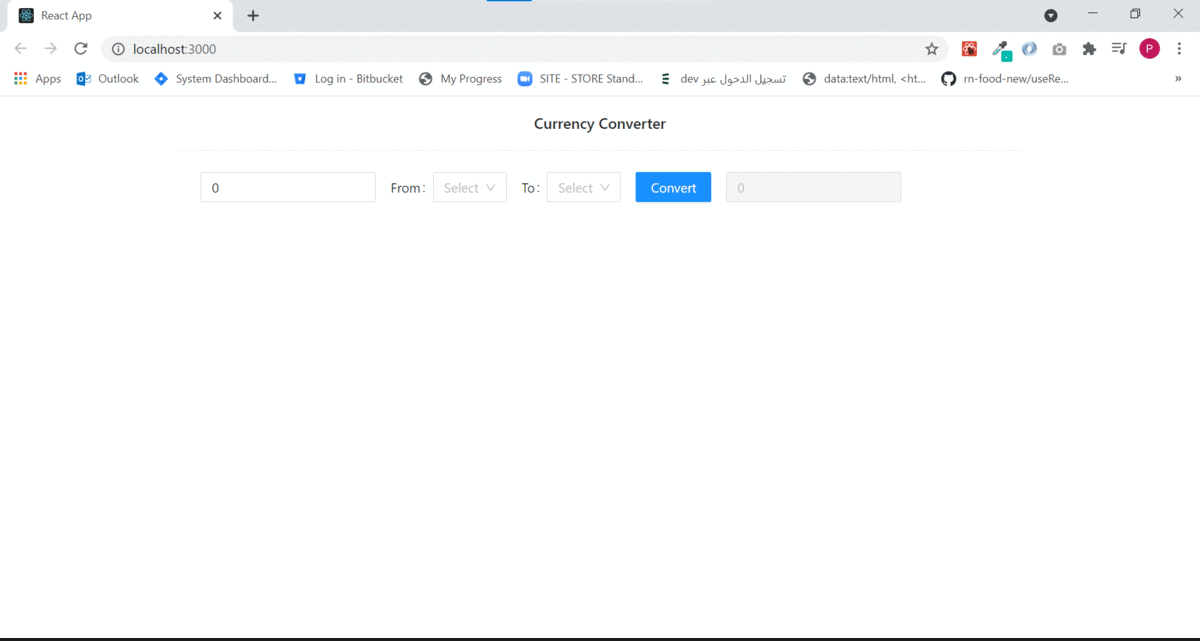 React App
localhost:3000
P
Apps Outlook System Dashboard... Log in - Bitbucket My Progress SITE - STORE Stand... تسجيل الدخول عبر dev data:text/html, <ht... rn-food-new/useRe... »
Currency Converter
0 From: Select To: Select Convert 0